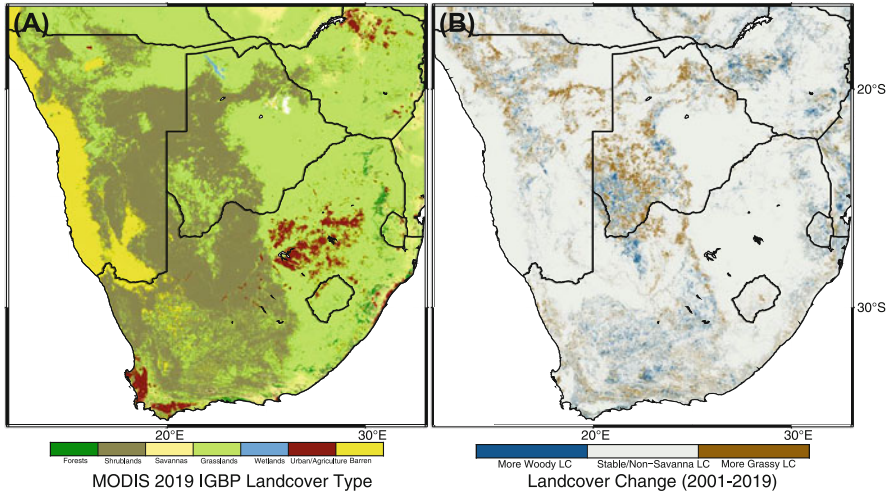 (A)
(B)
20°S
30°S
20°E
30°E
20°E
30°E
Forests Shrublands Savannas Grasslands Wetlands Urban/Agriculture Barren
MODIS 2019 IGBP Landcover Type
More Woody LC Stable/Non-Savanna LC More Grassy LC
Landcover Change (2001-2019)